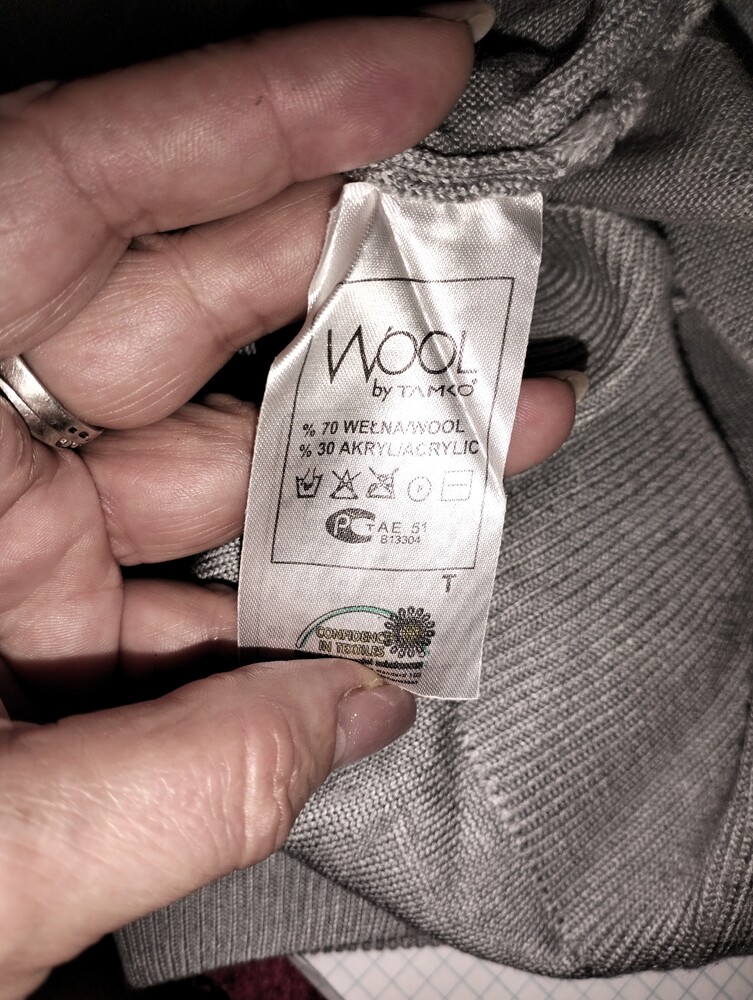 WOOL
by TAMKO
% 70 WEŁNA/WOOL
% 30 AKRYL/ACRYLIC
P
PC TAE 51
B13304
T
CONFIDENCE
IN TEXTILES